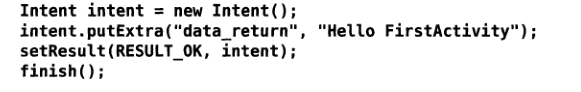 Intent intent = new Intent();
intent.putExtra("data_return", "Hello FirstActivity");
setResult(RESULT_OK, intent);
finish();